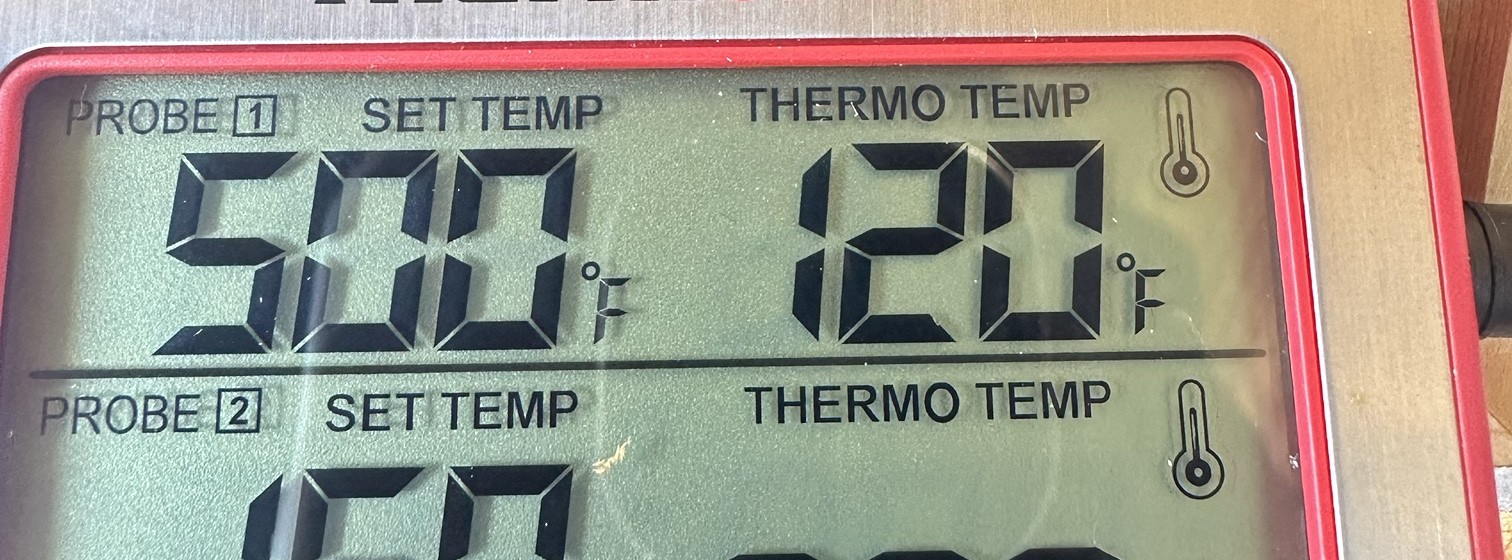 PROBE 1 SET TEMP THERMO TEMP
500°F 120°F
PROBE 2 SET TEMP THERMO TEMP